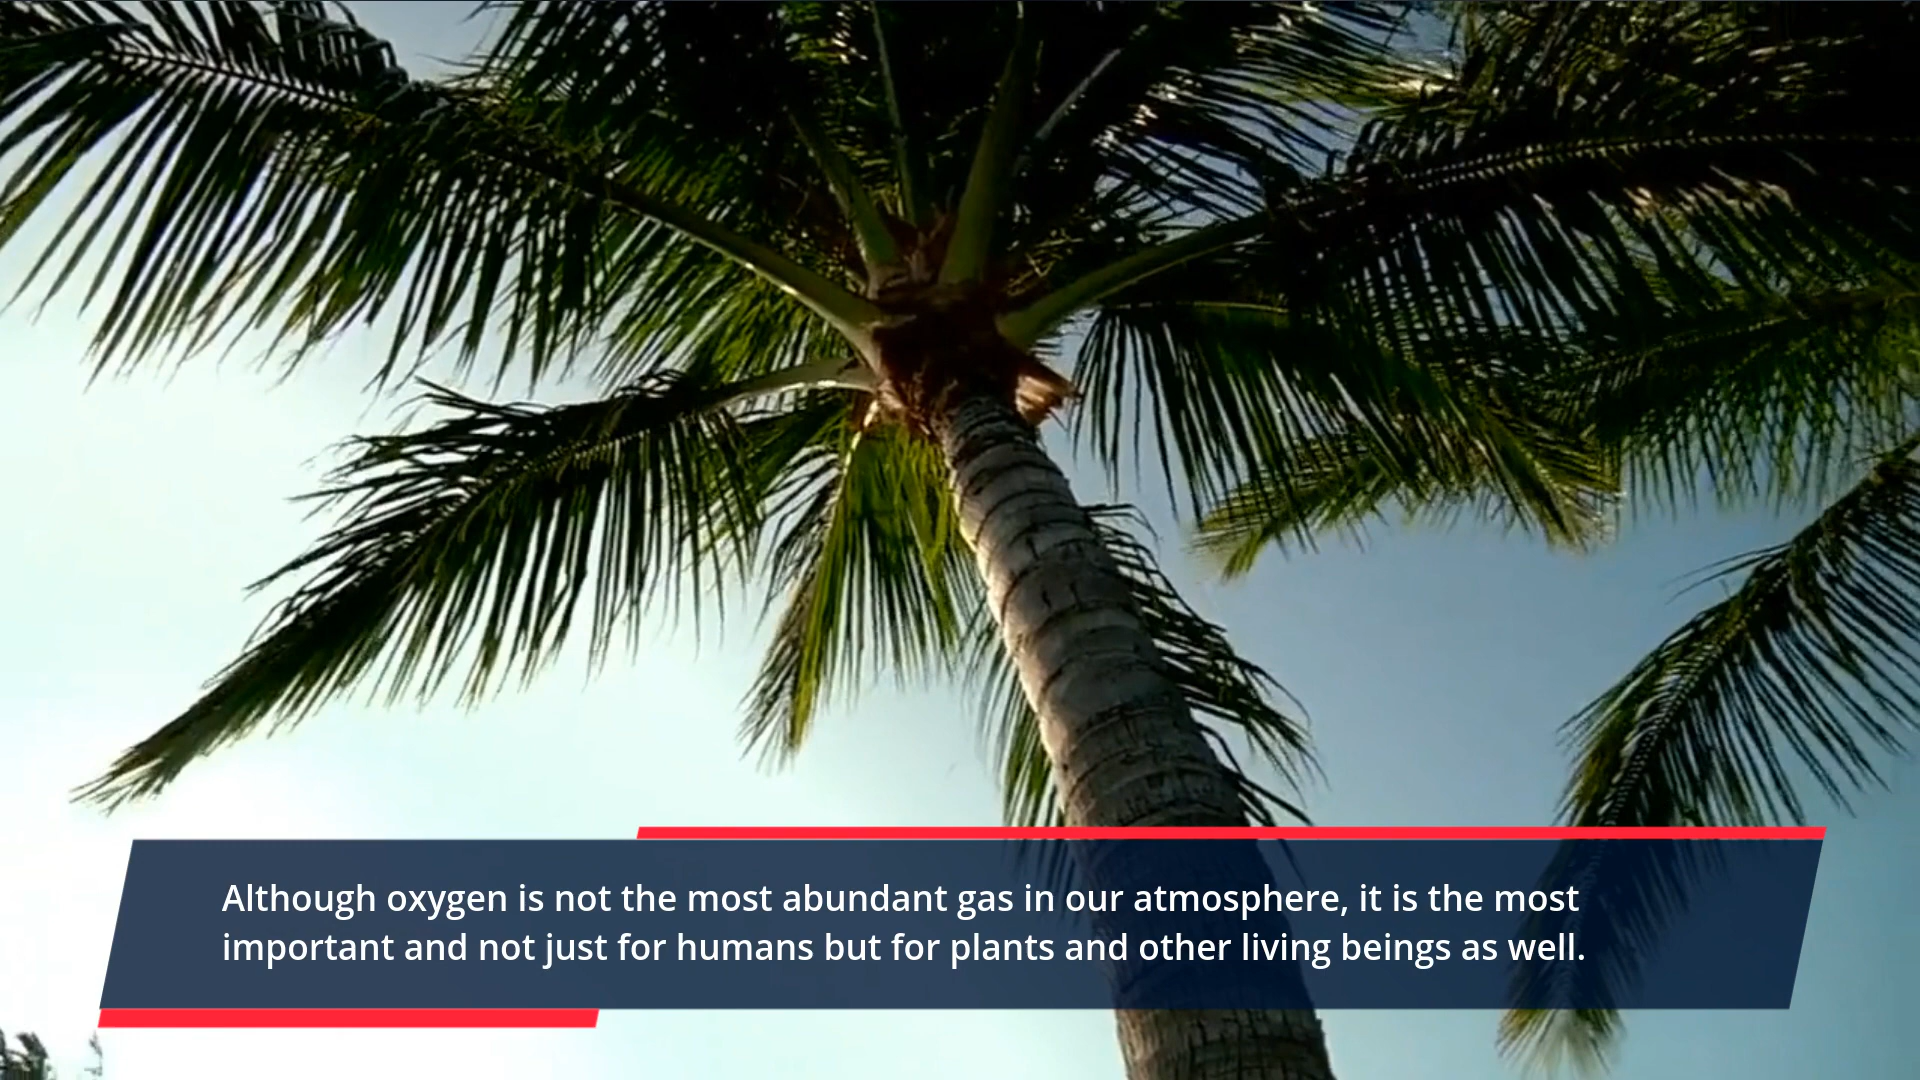 Although oxygen is not the most abundant gas in our atmosphere, it is the most
important and not just for humans but for plants and other living beings as well.